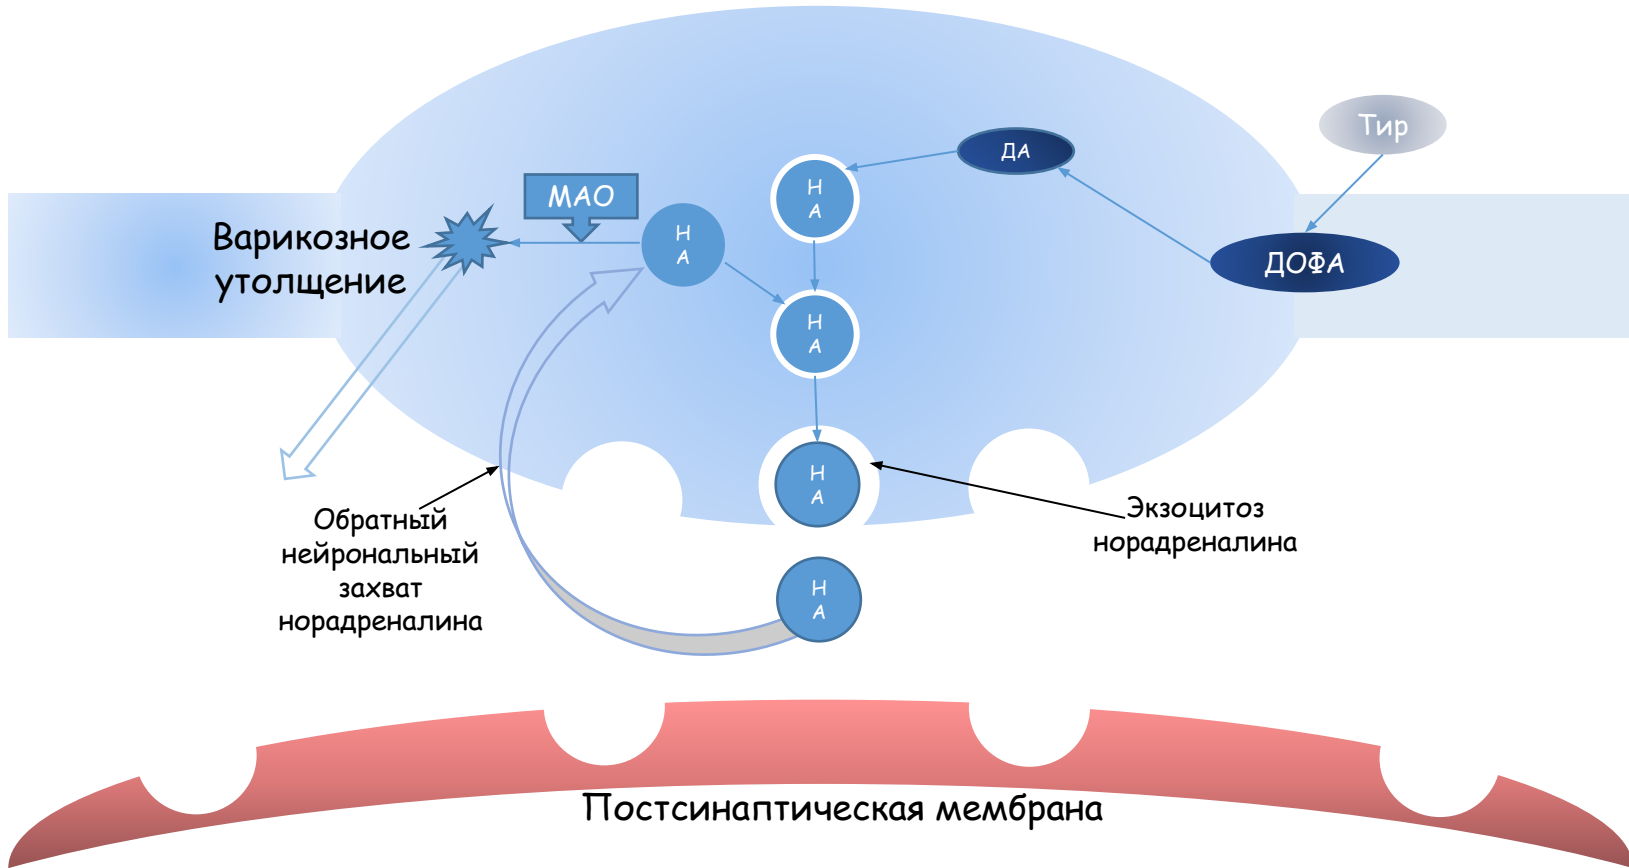 Тир
ДА
Н
А
МАО
Н
А
Варикозное
утолщение
ДОФА
Н
А
Н
А
Обратный
нейрональный
захват
норадреналина
Экзоцитоз
норадреналина
Н
А
Постсинаптическая мембрана